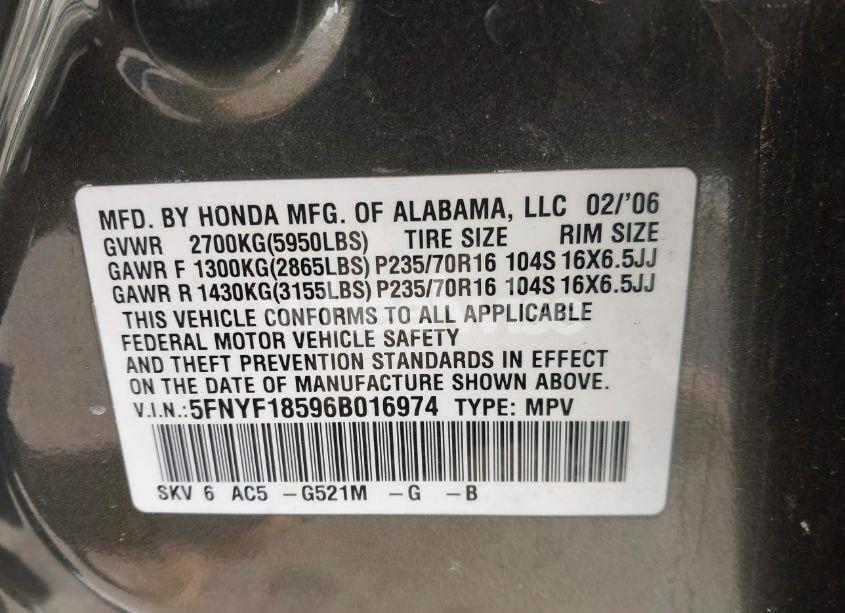 MFD. BY HONDA MFG. OF ALABAMA, LLC 02/'06
GVWR 2700KG(5950LBS) TIRE SIZE RIM SIZE
GAWR F 1300KG(2865LBS) P235/70R16 104S 16X6.5JJ
GAWR R 1430KG(3155LBS) P235/70R16 104S 16X6.5JJ
THIS VEHICLE CONFORMS TO ALL APPLICABLE
FEDERAL MOTOR VEHICLE SAFETY
AND THEFT PREVENTION STANDARDS IN EFFECT
ON THE DATE OF MANUFACTURE SHOWN ABOVE.
V.I.N.:5FNYF18596B016974 TYPE: MPV
SKV 6 AC5 -G521M -G -B